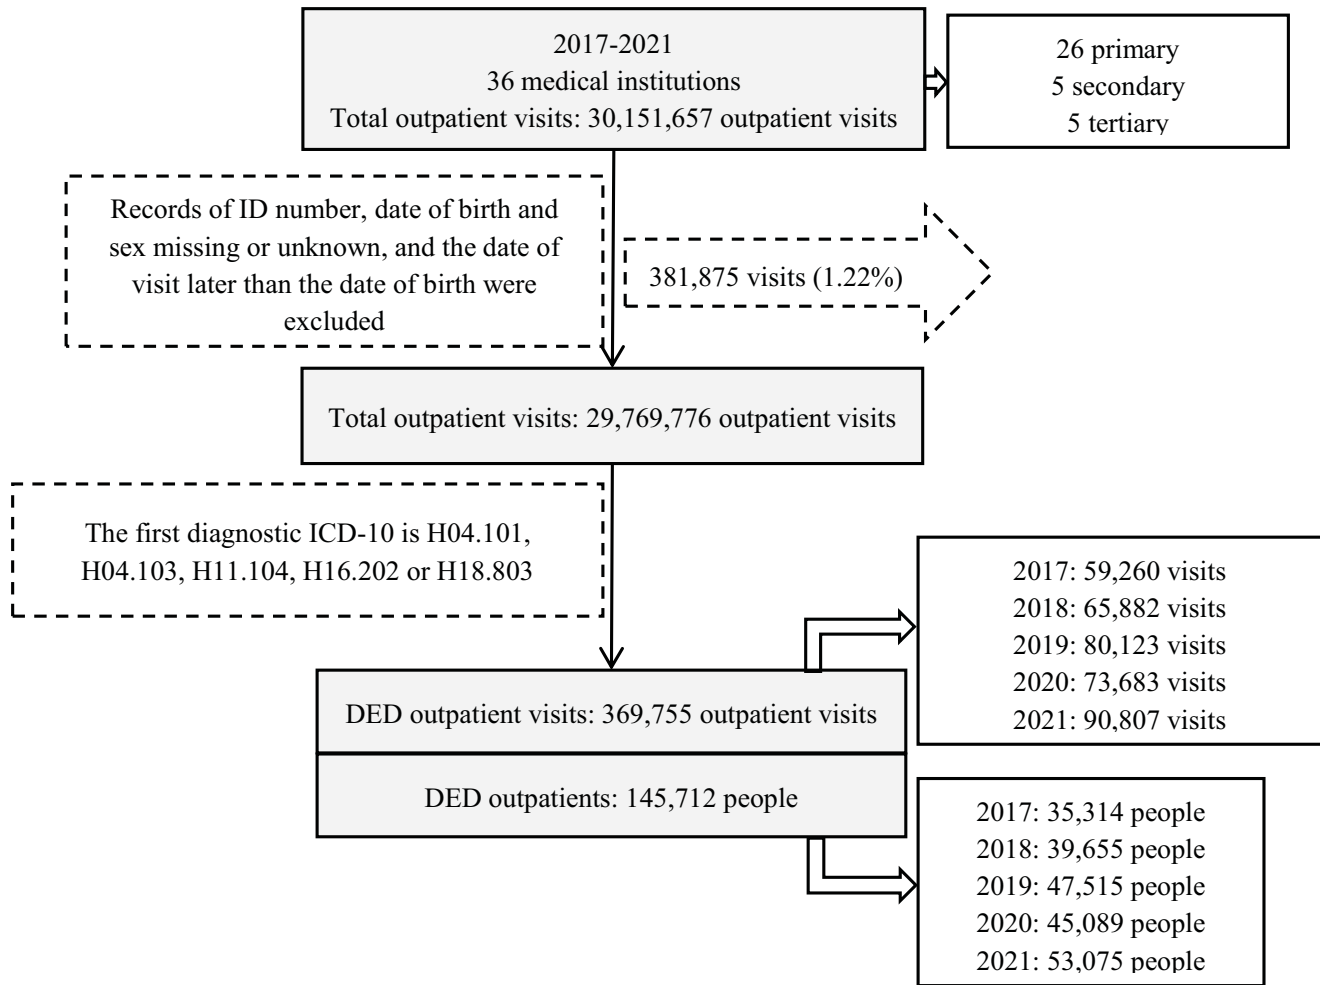 2017-2021
36 medical institutions
Total outpatient visits: 30,151,657 outpatient visits
26 primary
5 secondary
5 tertiary
Records of ID number, date of birth and
sex missing or unknown, and the date of
visit later than the date of birth were
excluded
381,875 visits (1.22%)
Total outpatient visits: 29,769,776 outpatient visits
The first diagnostic ICD-10 is H04.101,
H04.103, H11.104, H16.202 or H18.803
2017: 59,260 visits
2018: 65,882 visits
2019: 80,123 visits
2020: 73,683 visits
2021: 90,807 visits
DED outpatient visits: 369,755 outpatient visits
DED outpatients: 145,712 people
2017: 35,314 people
2018: 39,655 people
2019: 47,515 people
2020: 45,089 people
2021: 53,075 people